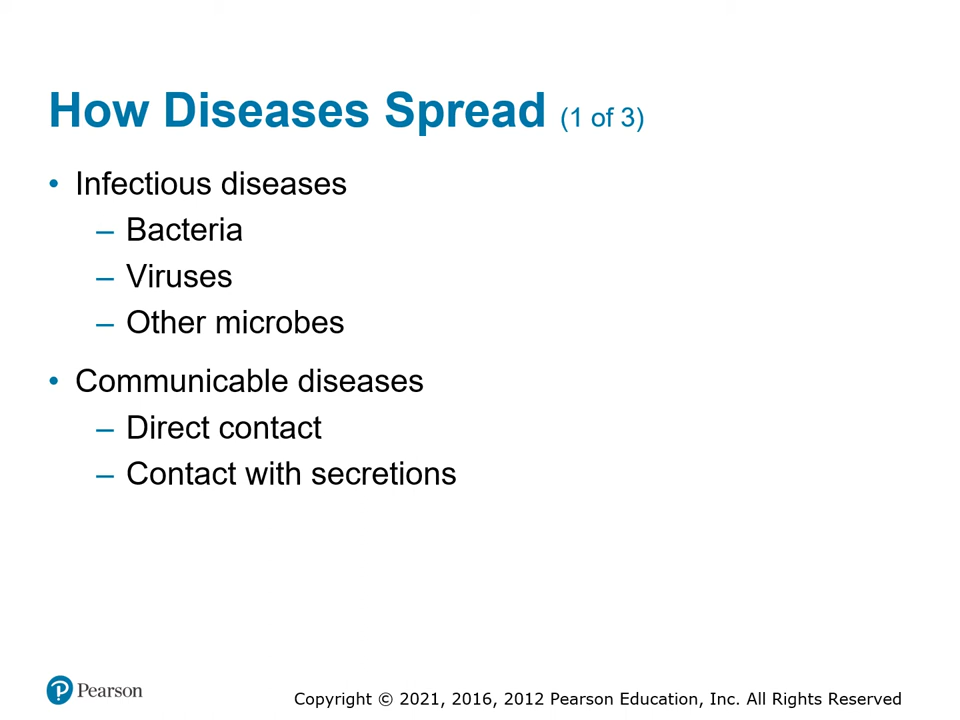 How Diseases Spread (1 of 3)
• Infectious diseases
– Bacteria
– Viruses
– Other microbes
• Communicable diseases
– Direct contact
– Contact with secretions
Pearson
Copyright © 2021, 2016, 2012 Pearson Education, Inc. All Rights Reserved